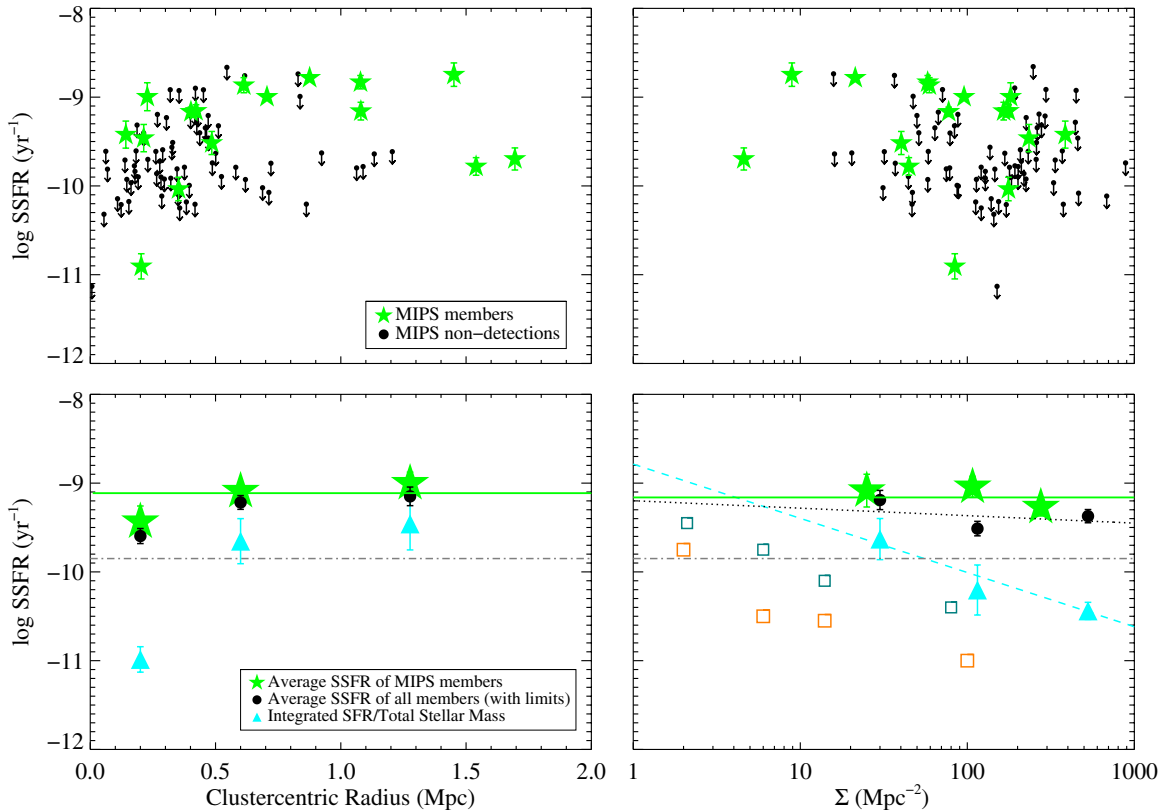 −8
−9
−10
−11
−12
log SSFR (yr⁻¹)
MIPS members
MIPS non−detections
−8
−9
−10
−11
−12
log SSFR (yr⁻¹)
Average SSFR of MIPS members
Average SSFR of all members (with limits)
Integrated SFR/Total Stellar Mass
0.0 0.5 1.0 1.5 2.0
Clustercentric Radius (Mpc)
1 10 100 1000
Σ (Mpc⁻²)